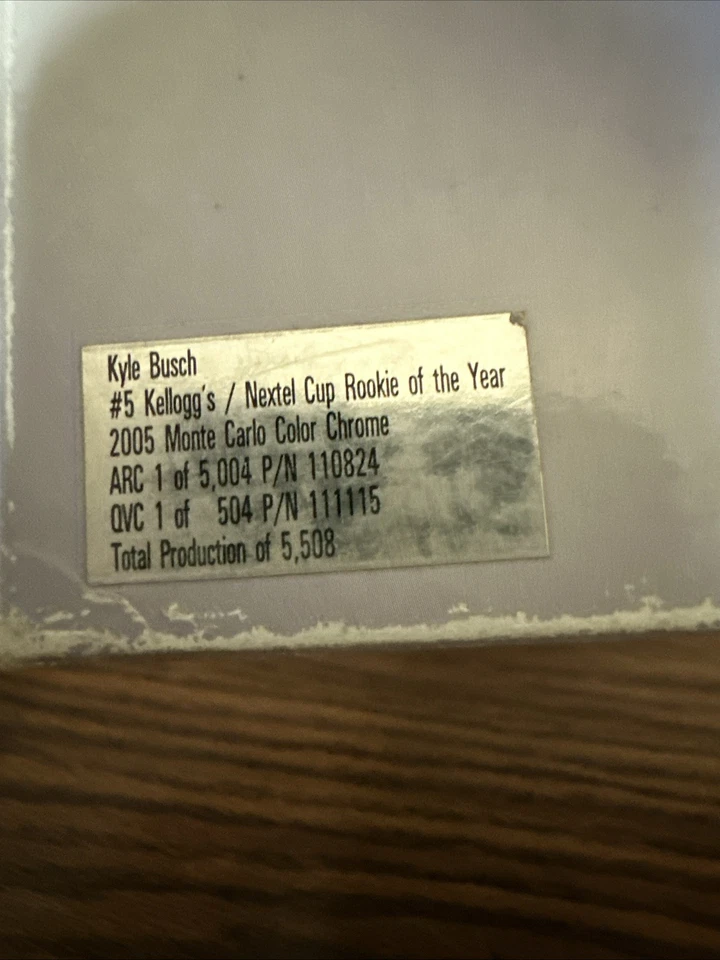 Kyle Busch
#5 Kellogg's / Nextel Cup Rookie of the Year
2005 Monte Carlo Color Chrome
ARC 1 of 5,004 P/N 110824
QVC 1 of 504 P/N 111115
Total Production of 5,508